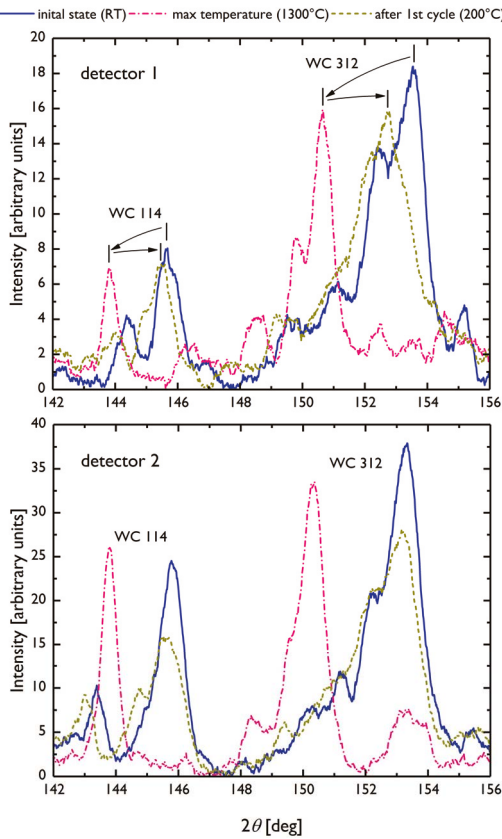 inital state (RT) max temperature (1300°C) after 1st cycle (200°C)
20
18
16
14
12
10
8
6
4
2
0
detector 1
WC 312
WC 114
Intensity [arbitrary units]
142 144 146 148 150 152 154 156
40
35
30
25
20
15
10
5
0
detector 2
WC 312
WC 114
Intensity [arbitrary units]
142 144 146 148 150 152 154 156
2θ [deg]